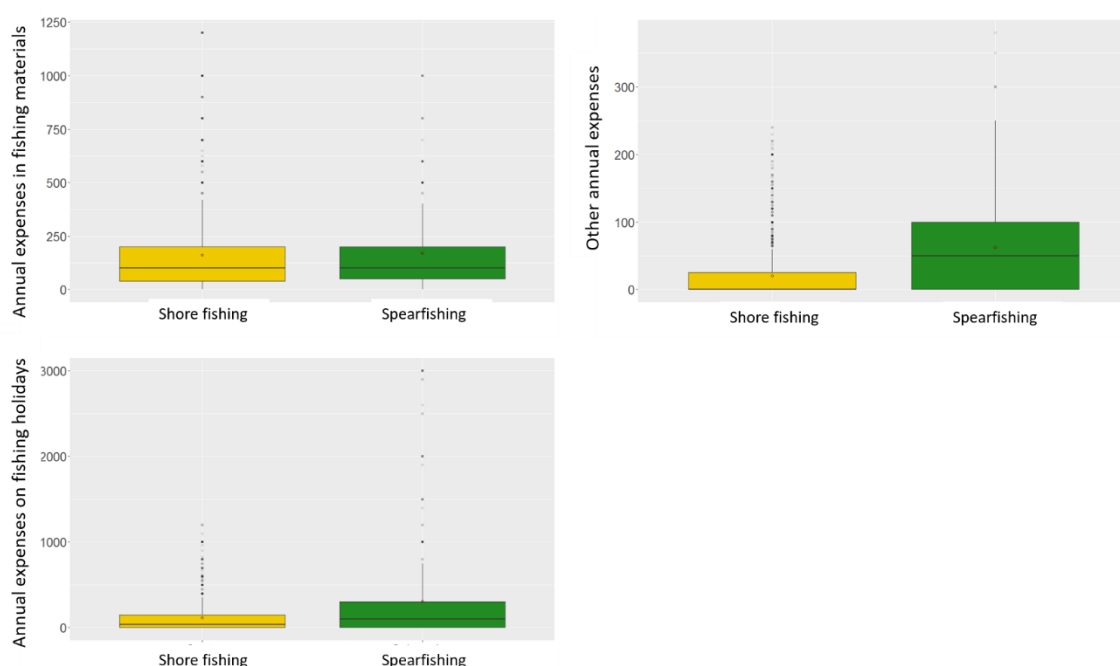 Annual expenses in fishing materials
1250
1000
750
500
250
0
Shore fishing
Spearfishing
Other annual expenses
300
200
100
0
Shore fishing
Spearfishing
Annual expenses on fishing holidays
3000
2000
1000
0
Shore fishing
Spearfishing